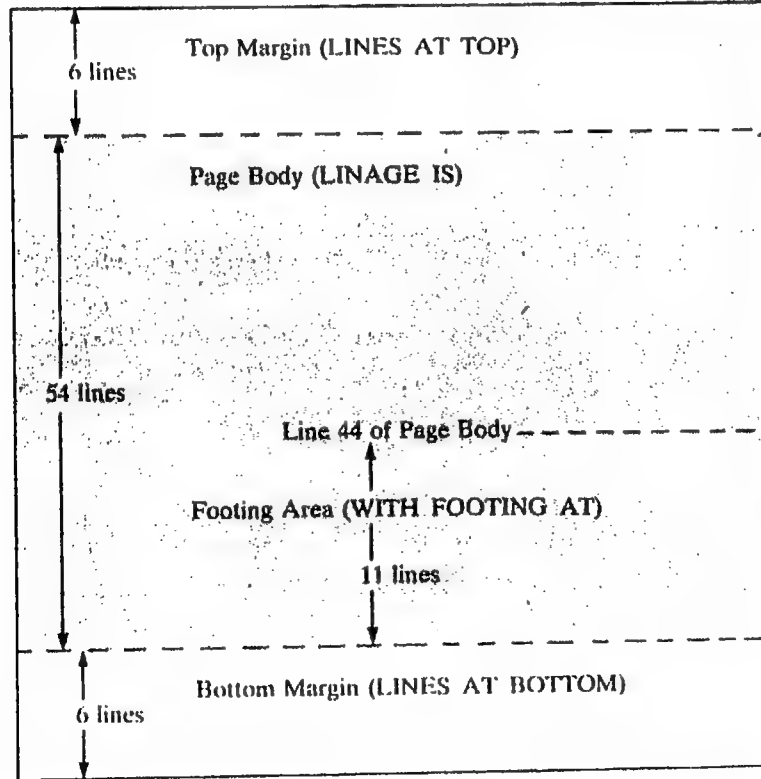 Top Margin (LINES AT TOP)
6 lines
Page Body (LINAGE IS)
54 lines
Line 44 of Page Body
Footing Area (WITH FOOTING AT)
11 lines
Bottom Margin (LINES AT BOTTOM)
6 lines